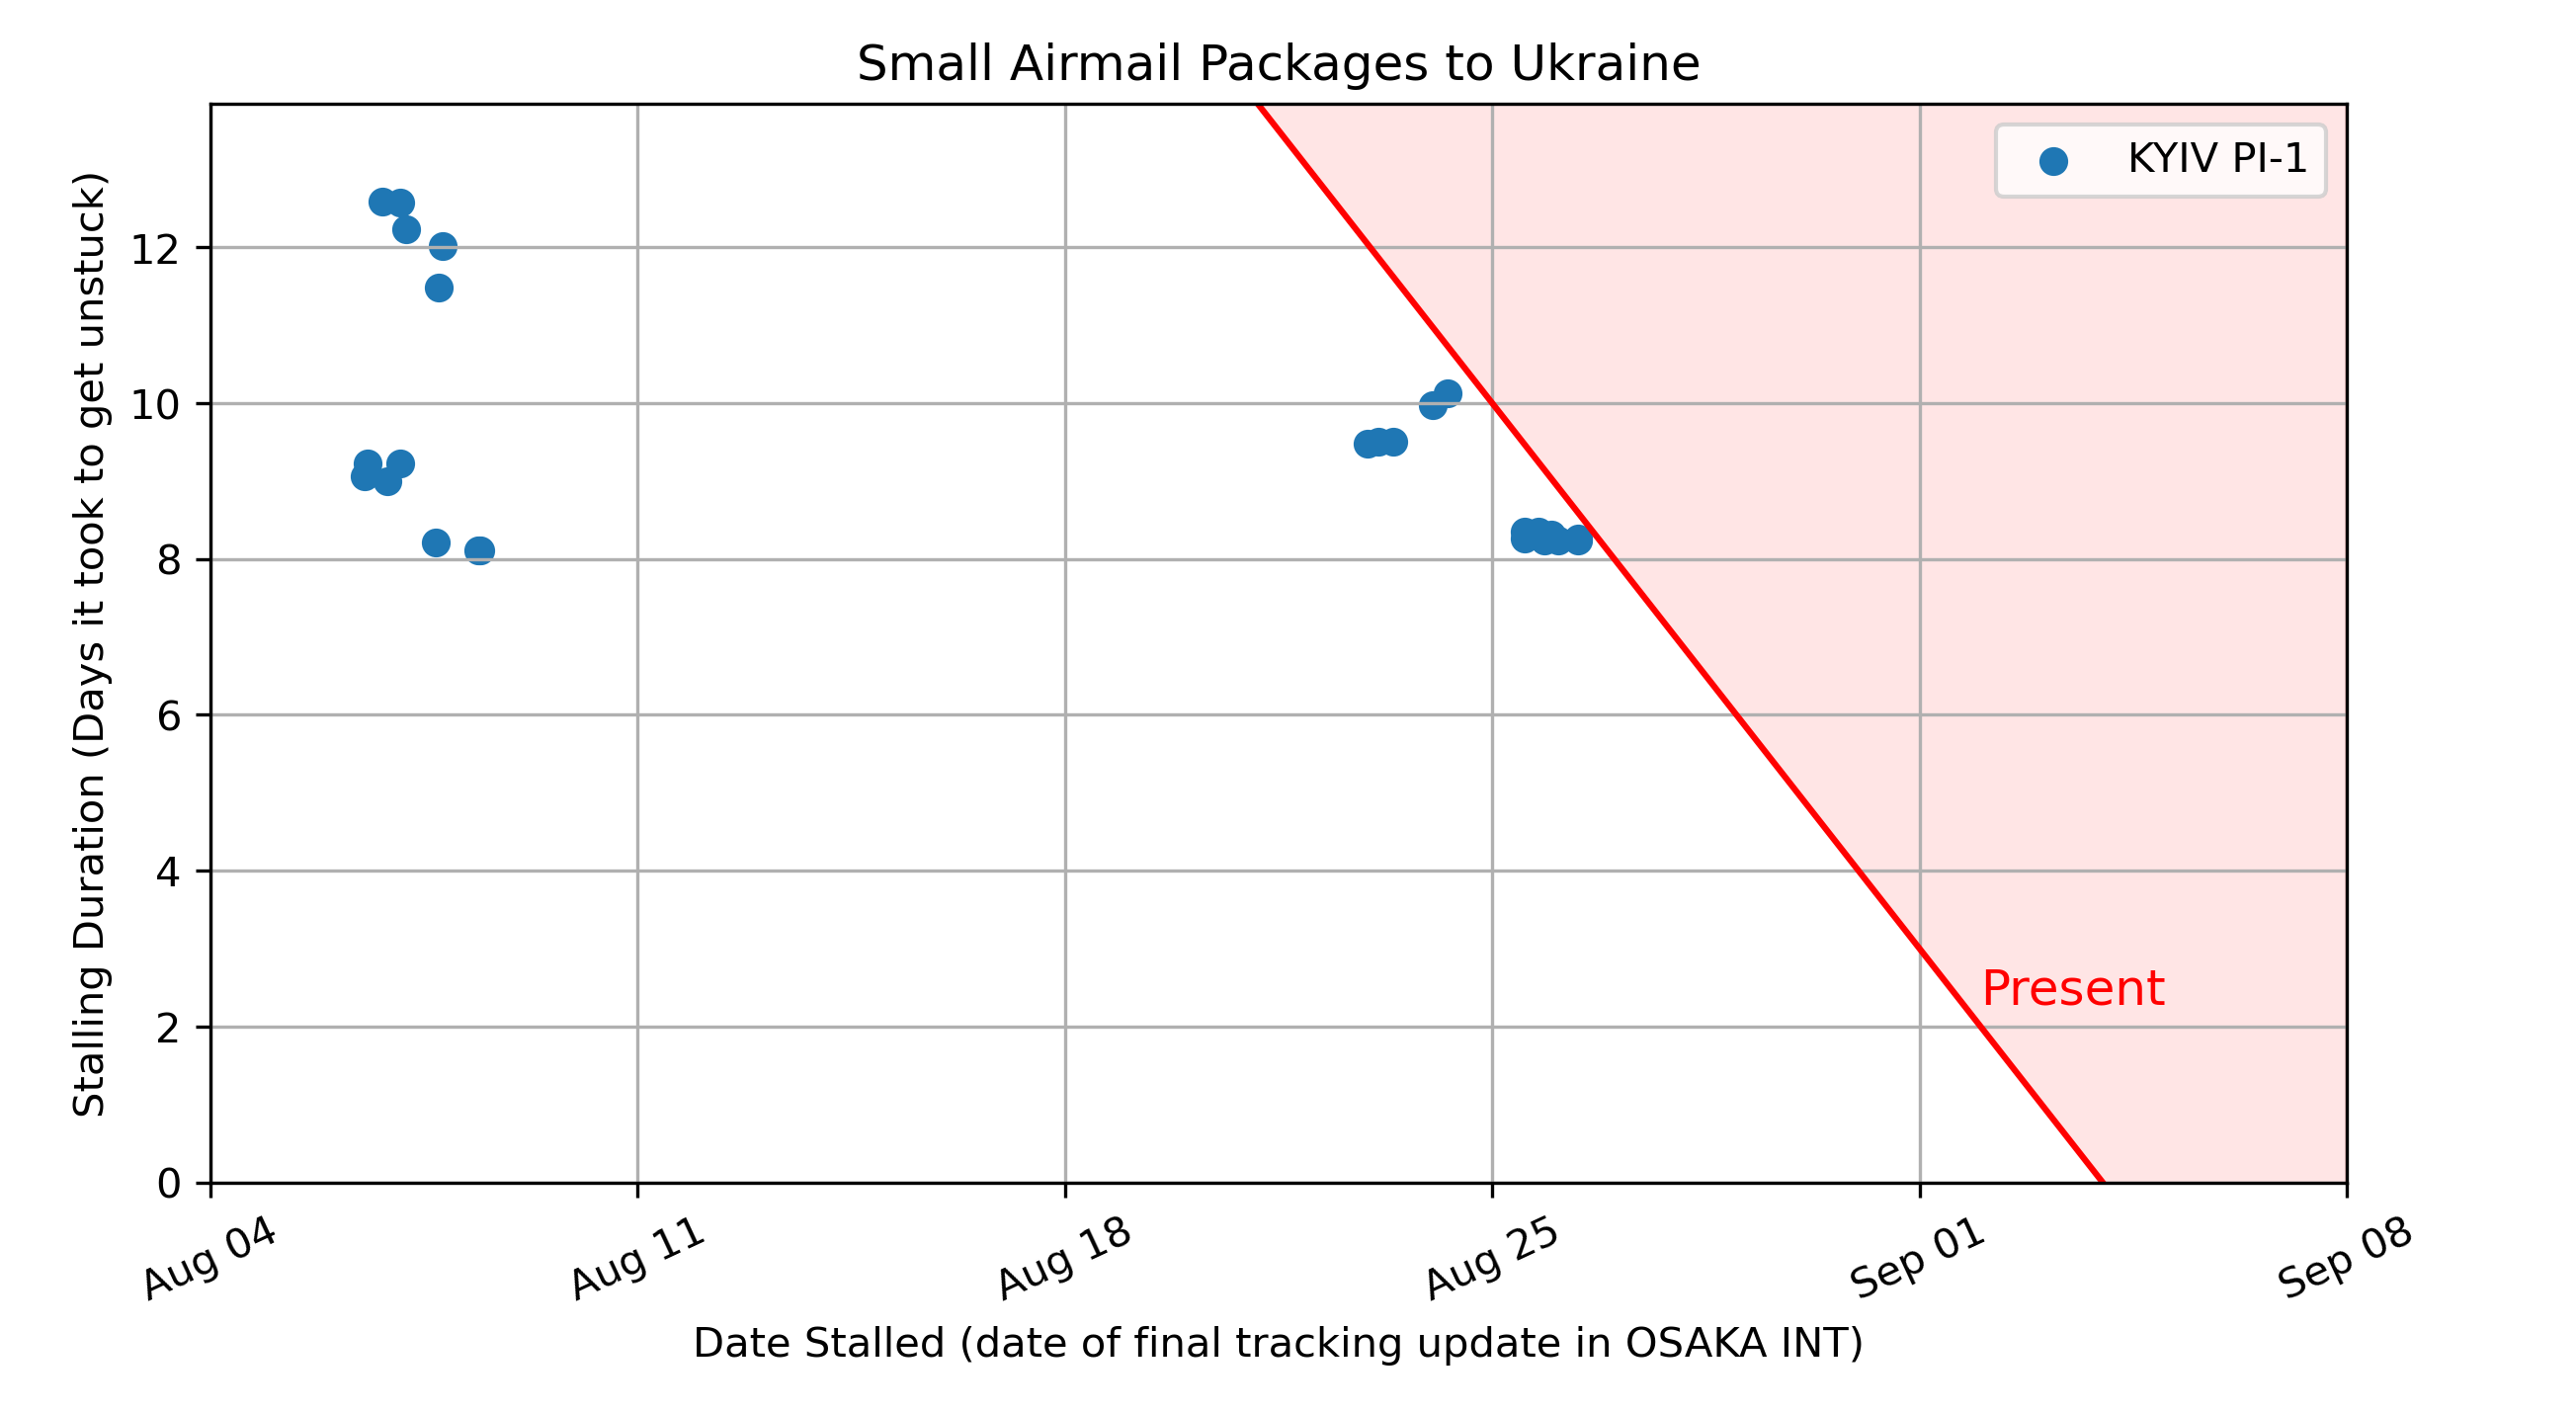 Small Airmail Packages to Ukraine
KYIV PI-1
Stalling Duration (Days it took to get unstuck)
12
10
8
6
4
2
0
Present
Aug 04
Aug 11
Aug 18
Aug 25
Sep 01
Sep 08
Date Stalled (date of final tracking update in OSAKA INT)